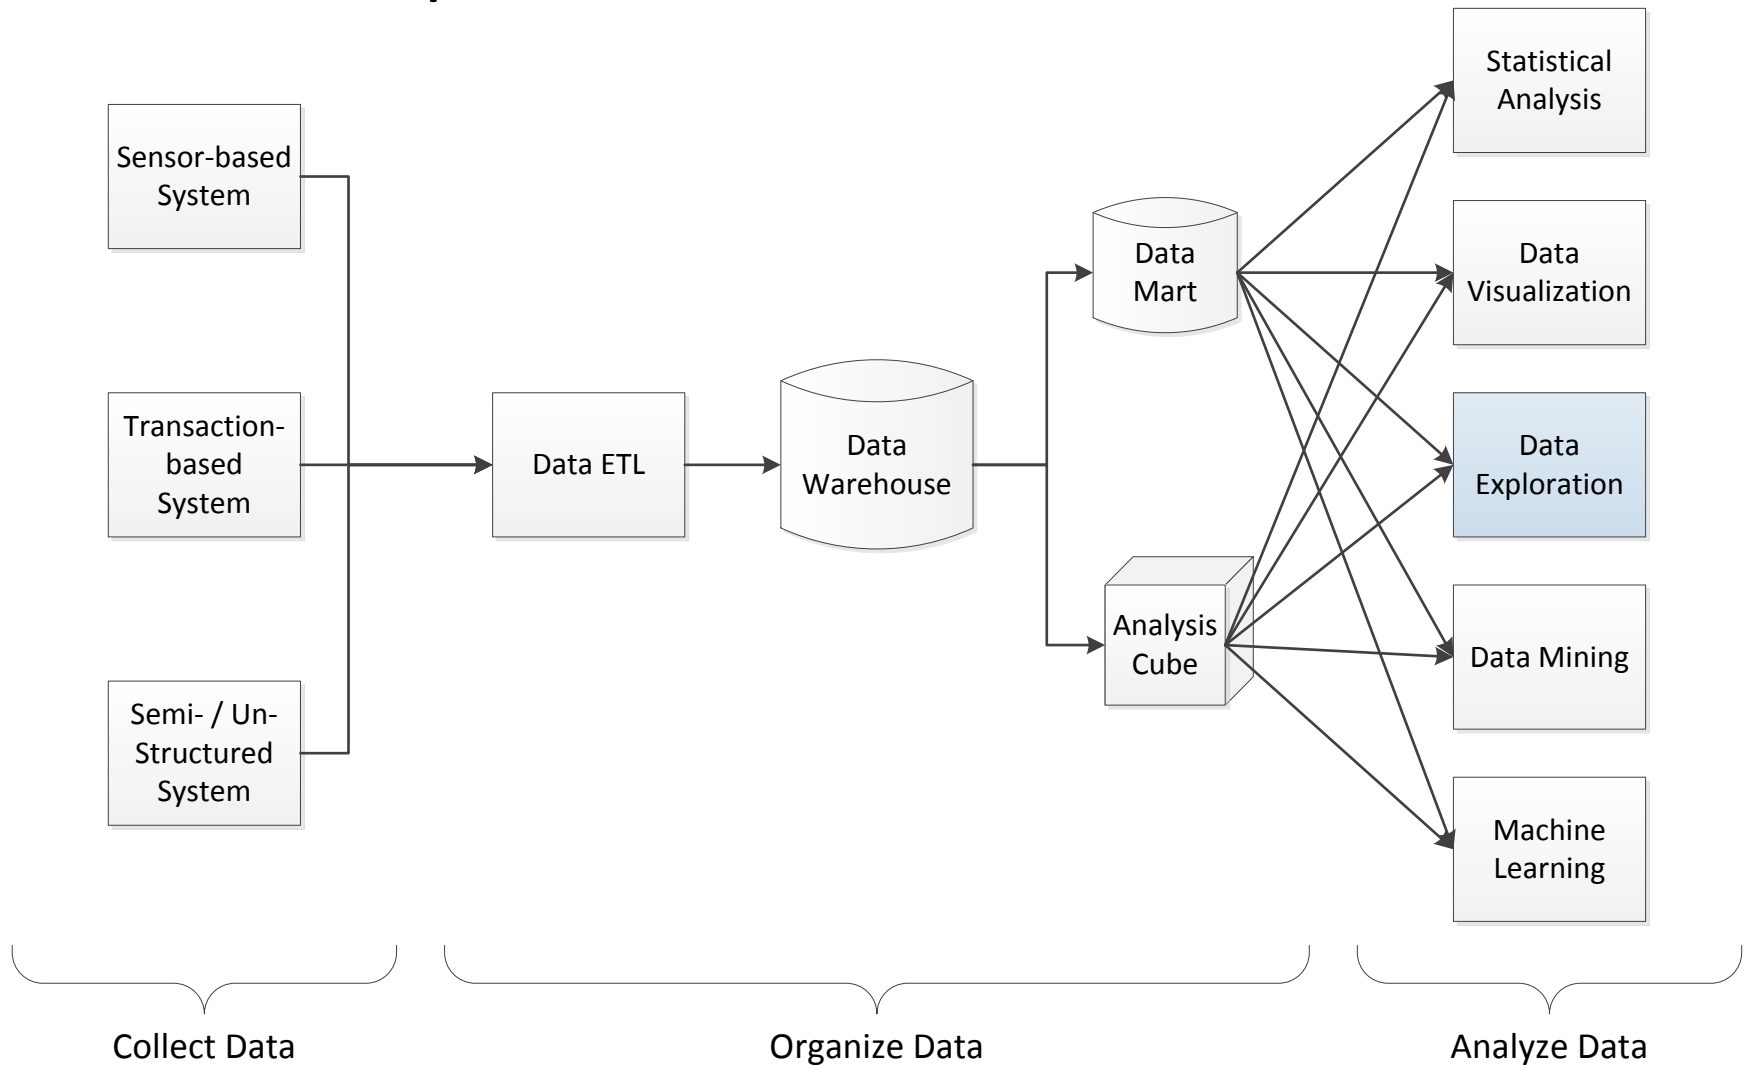 Sensor-based
System
Transaction-
based
System
Semi- / Un-
Structured
System
Data ETL
Data
Warehouse
Data
Mart
Analysis
Cube
Statistical
Analysis
Data
Visualization
Data
Exploration
Data Mining
Machine
Learning
Collect Data
Organize Data
Analyze Data